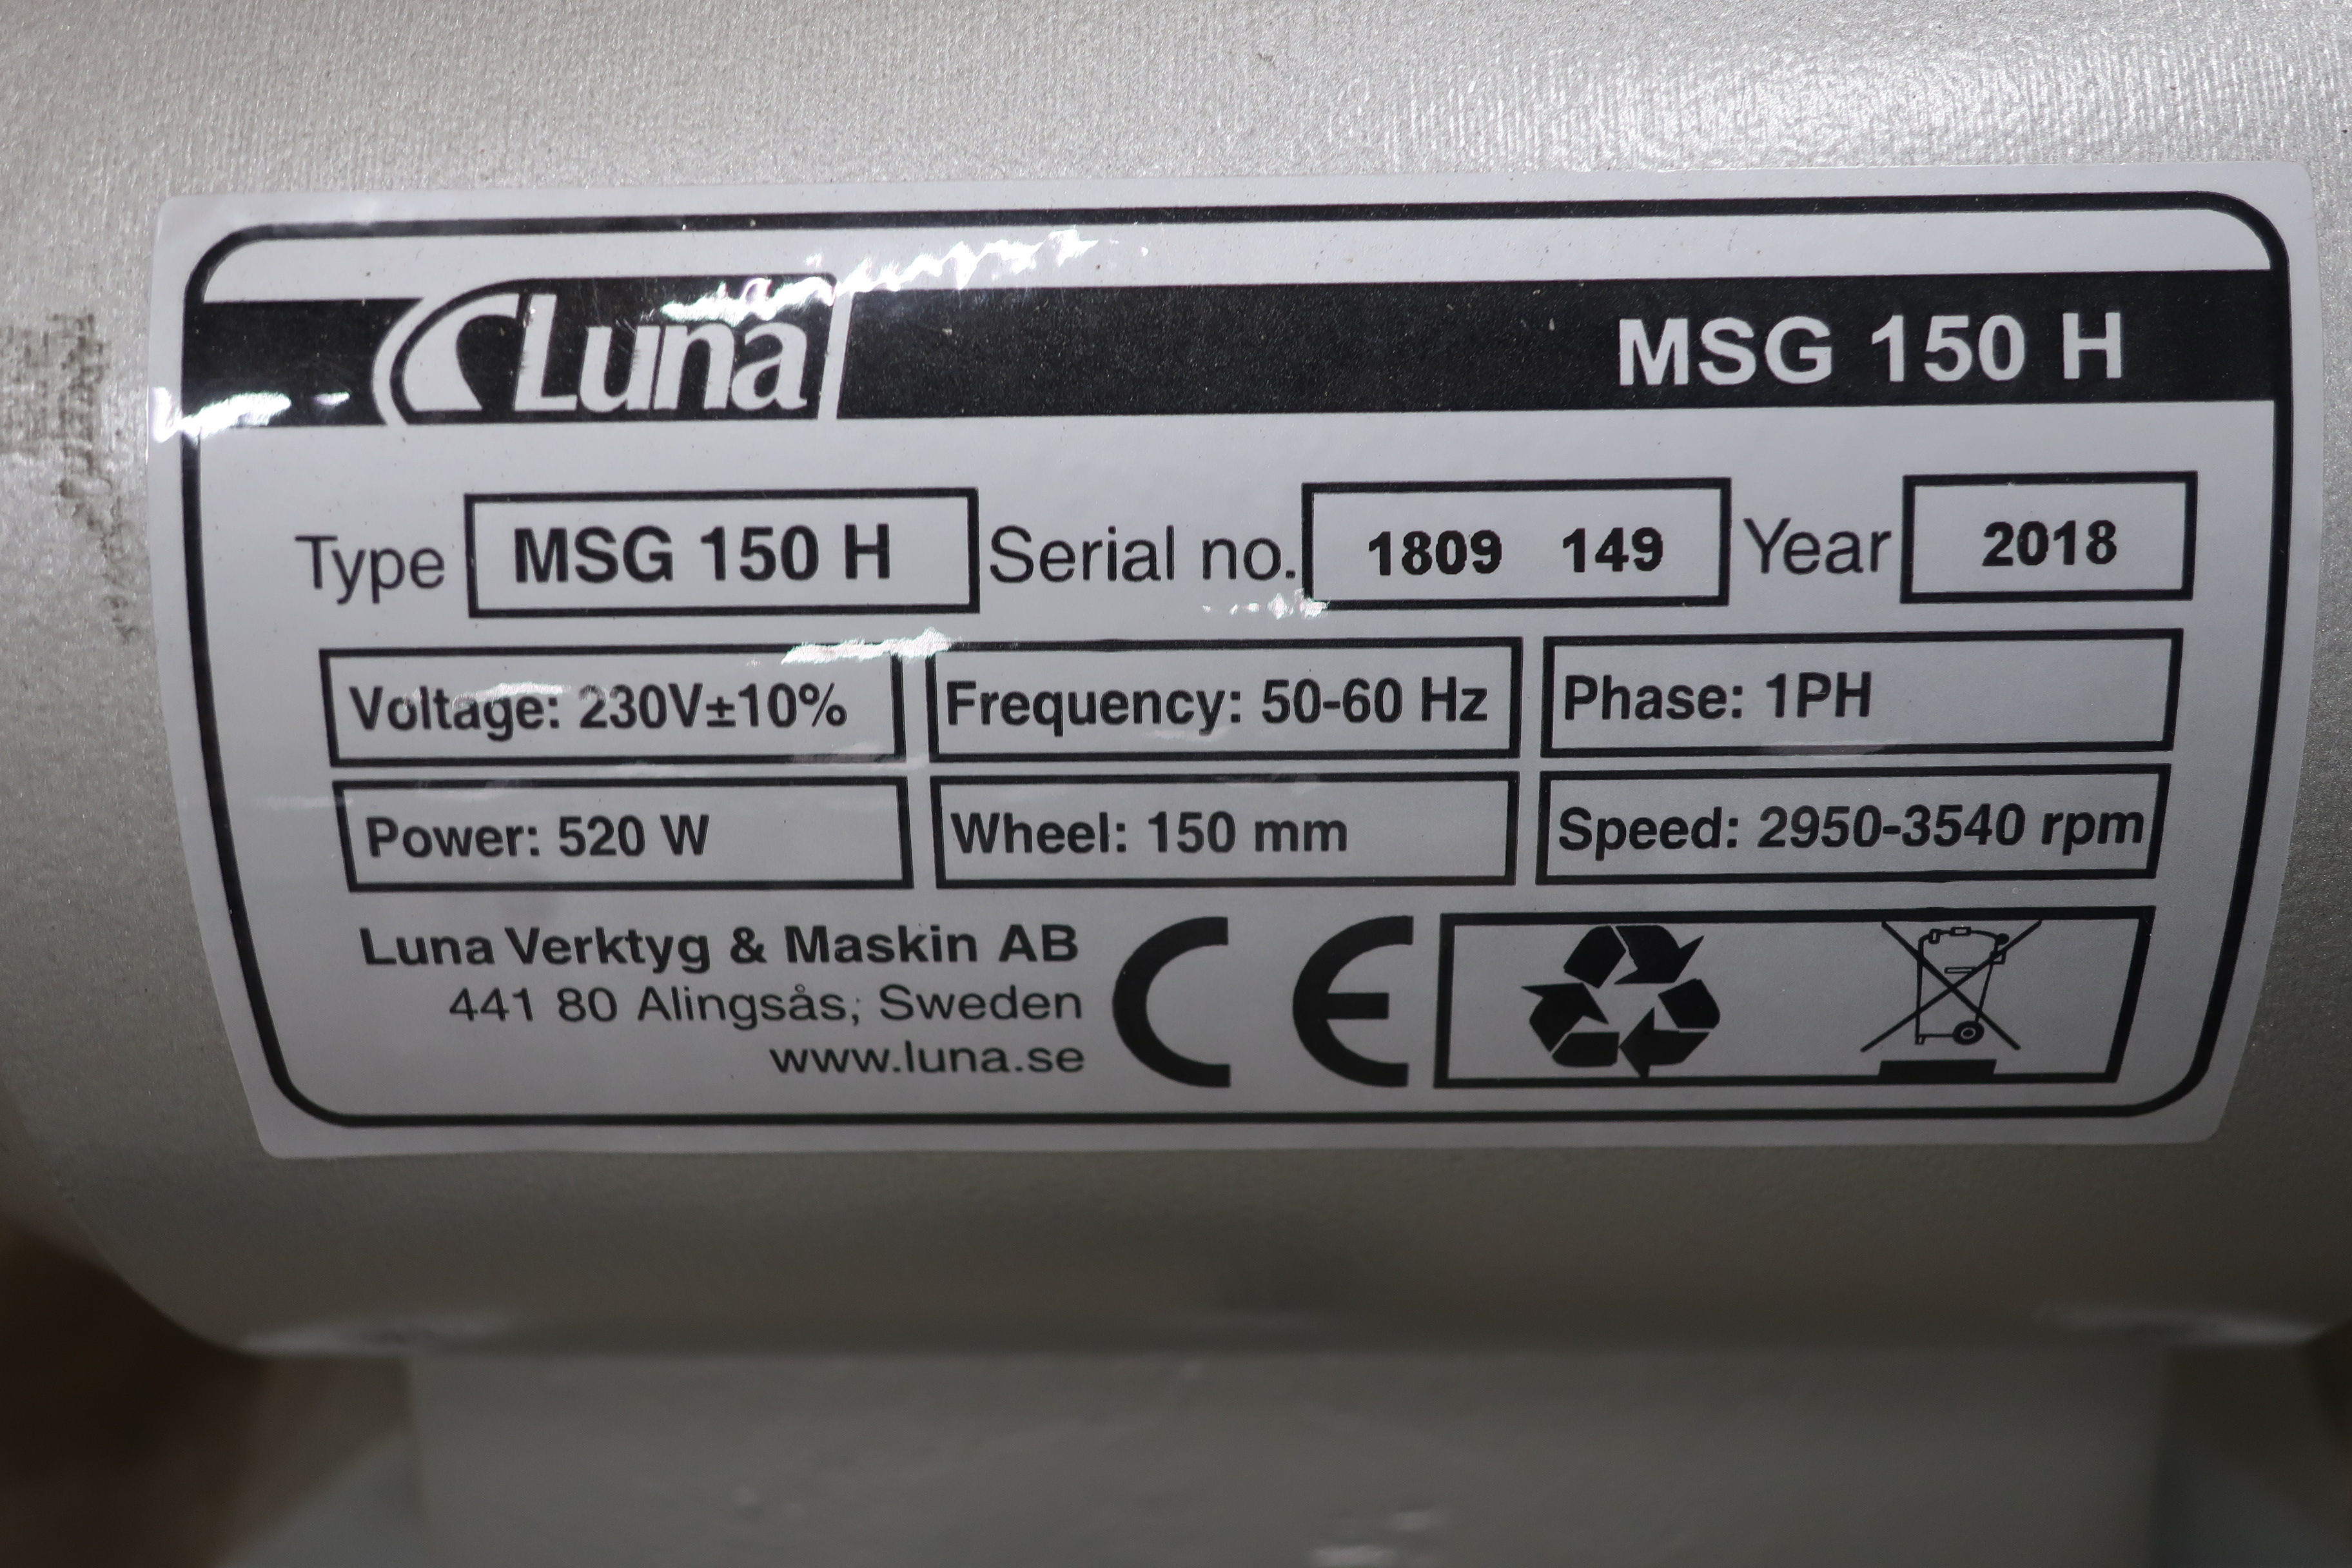 Luna MSG 150 H
Type MSG 150 H Serial no. 1809 149 Year 2018
Voltage: 230V±10% Frequency: 50-60 Hz Phase: 1PH
Power: 520 W Wheel: 150 mm Speed: 2950-3540 rpm
Luna Verktyg & Maskin AB
441 80 Alingsås; Sweden
www.luna.se
CE